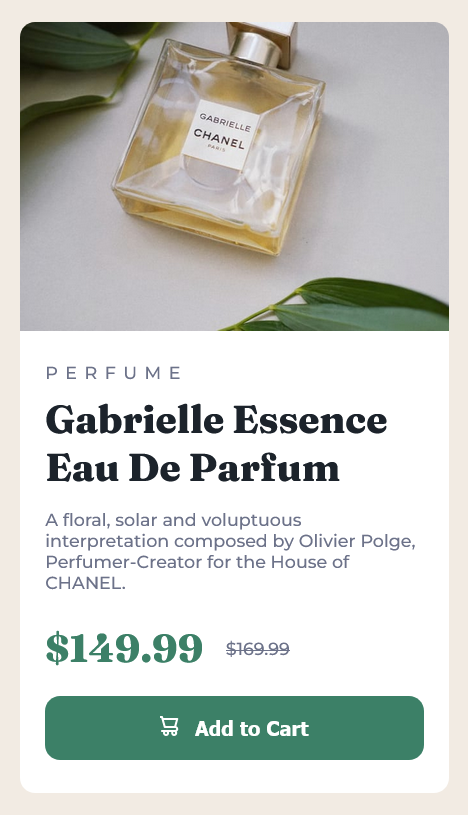 GABRIELLE
CHANEL
PARIS
PERFUME
Gabrielle Essence
Eau De Parfum
A floral, solar and voluptuous
interpretation composed by Olivier Polge,
Perfumer-Creator for the House of
CHANEL.
$149.99 $169.99
Add to Cart